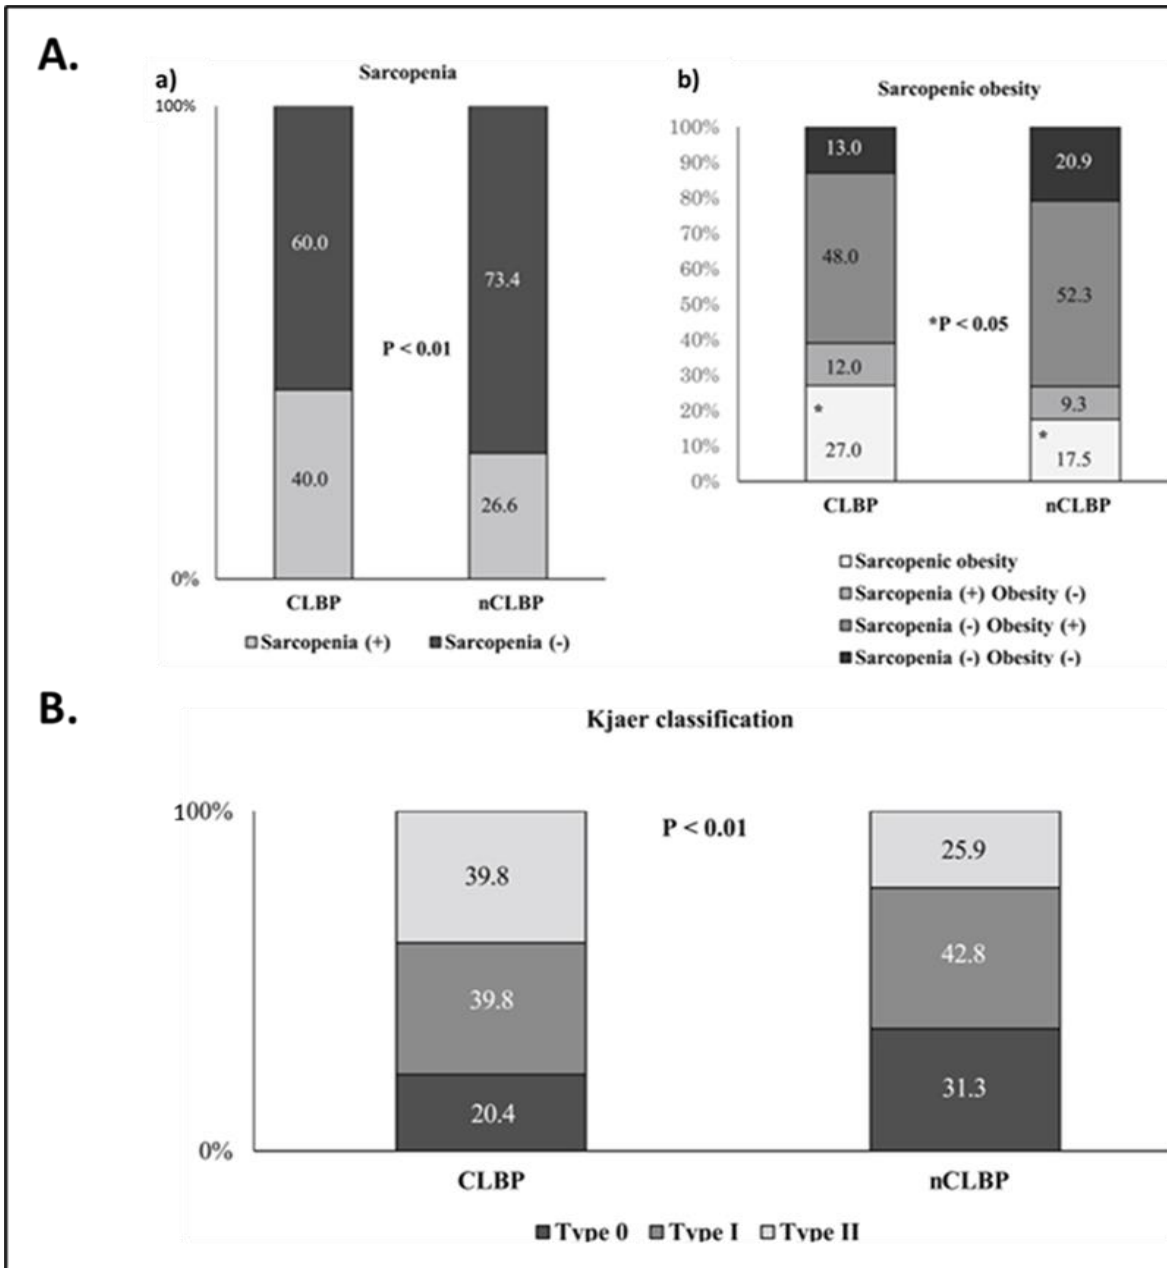 A.
a)
Sarcopenia
100%
60.0
73.4
P < 0.01
40.0
26.6
0%
CLBP
nCLBP
Sarcopenia (+)
Sarcopenia (-)
b)
Sarcopenic obesity
100%
90%
80%
70%
60%
50%
40%
30%
20%
10%
0%
13.0
20.9
48.0
52.3
*P < 0.05
12.0
9.3
*
27.0
*
17.5
CLBP
nCLBP
Sarcopenic obesity
Sarcopenia (+) Obesity (-)
Sarcopenia (-) Obesity (+)
Sarcopenia (-) Obesity (-)
B.
Kjaer classification
100%
P < 0.01
39.8
25.9
39.8
42.8
20.4
31.3
0%
CLBP
nCLBP
Type 0 Type I Type II